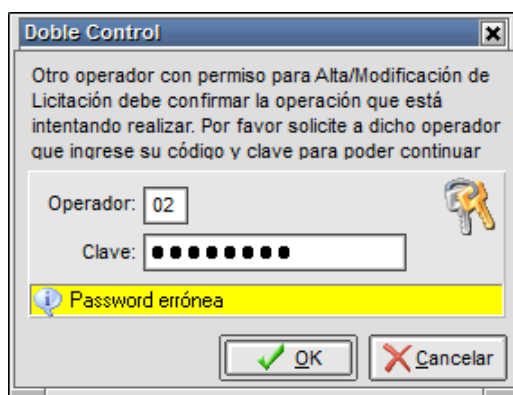 Doble Control
Otro operador con permiso para Alta/Modificación de
Licitación debe confirmar la operación que está
intentando realizar. Por favor solicite a dicho operador
que ingrese su código y clave para poder continuar
Operador: 02
Clave: ●●●●●●●●
Password errónea
OK Cancelar